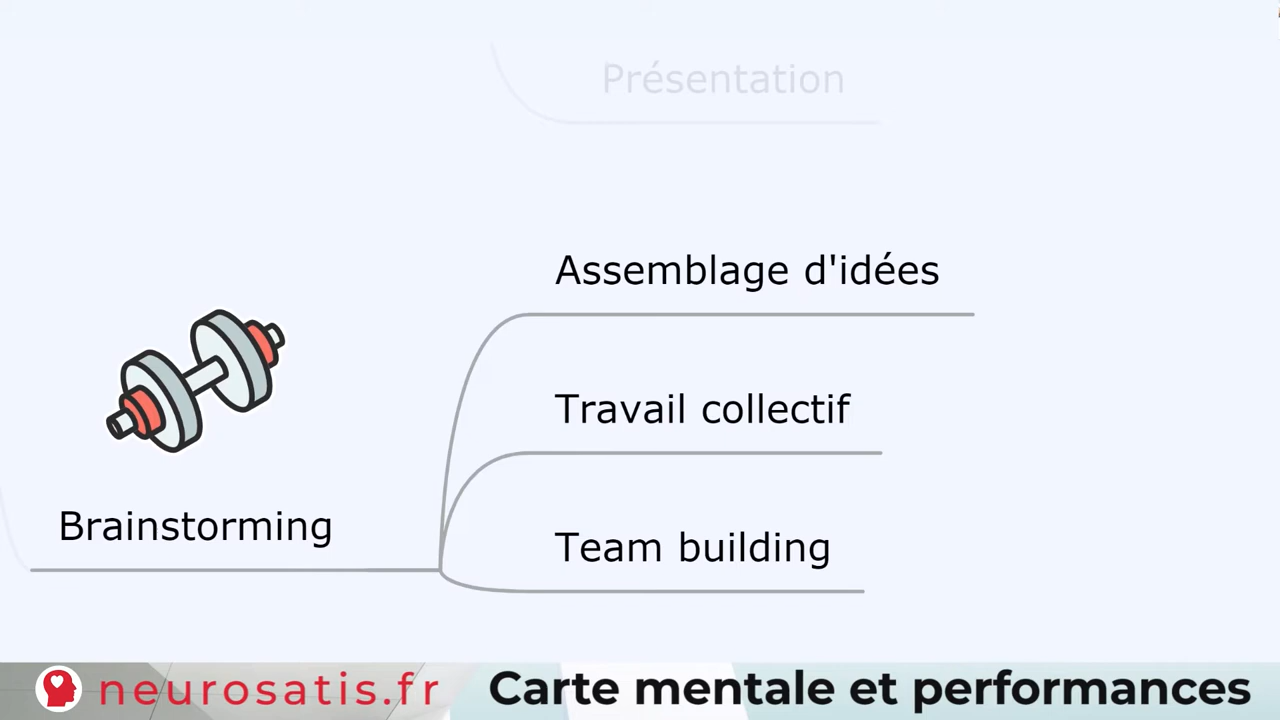 Présentation
Assemblage d'idées
Travail collectif
Brainstorming
Team building
neurosatis.fr
Carte mentale et performances